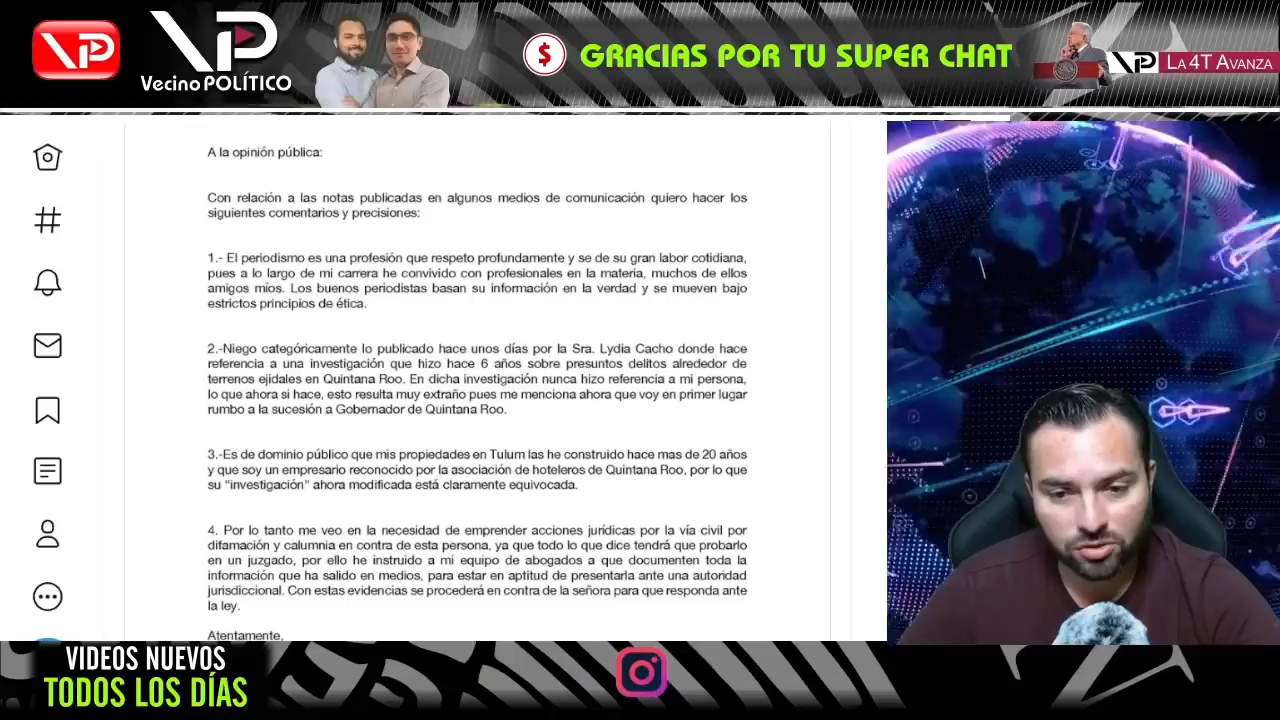 VP
VP
Vecino POLÍTICO
$
GRACIAS POR TU SUPER CHAT
VP LA 4T AVANZA
A la opinión pública:
Con relación a las notas publicadas en algunos medios de comunicación quiero hacer los
siguientes comentarios y precisiones:
1.- El periodismo es una profesión que respeto profundamente y se de su gran labor cotidiana,
pues a lo largo de mi carrera he convivido con profesionales en la materia, muchos de ellos
amigos míos. Los buenos periodistas basan su información en la verdad y se mueven bajo
estrictos principios de ética.
2.-Niego categóricamente lo publicado hace unos días por la Sra. Lydia Cacho donde hace
referencia a una investigación que hizo hace 6 años sobre presuntos delitos alrededor de
terrenos ejidales en Quintana Roo. En dicha investigación nunca hizo referencia a mi persona,
lo que ahora si hace, esto resulta muy extraño pues me menciona ahora que voy en primer lugar
rumbo a la sucesión a Gobernador de Quintana Roo.
3.-Es de dominio público que mis propiedades en Tulum las he construido hace mas de 20 años
y que soy un empresario reconocido por la asociación de hoteleros de Quintana Roo, por lo que
su "investigación" ahora modificada está claramente equivocada.
4. Por lo tanto me veo en la necesidad de emprender acciones jurídicas por la vía civil por
difamación y calumnia en contra de esta persona, ya que todo lo que dice tendrá que probarlo
en un juzgado, por ello he instruido a mi equipo de abogados a que documenten toda la
información que ha salido en medios, para estar en aptitud de presentarla ante una autoridad
jurisdiccional. Con estas evidencias se procederá en contra de la señora para que responda ante
la ley.
Atentamente,
VIDEOS NUEVOS
TODOS LOS DÍAS